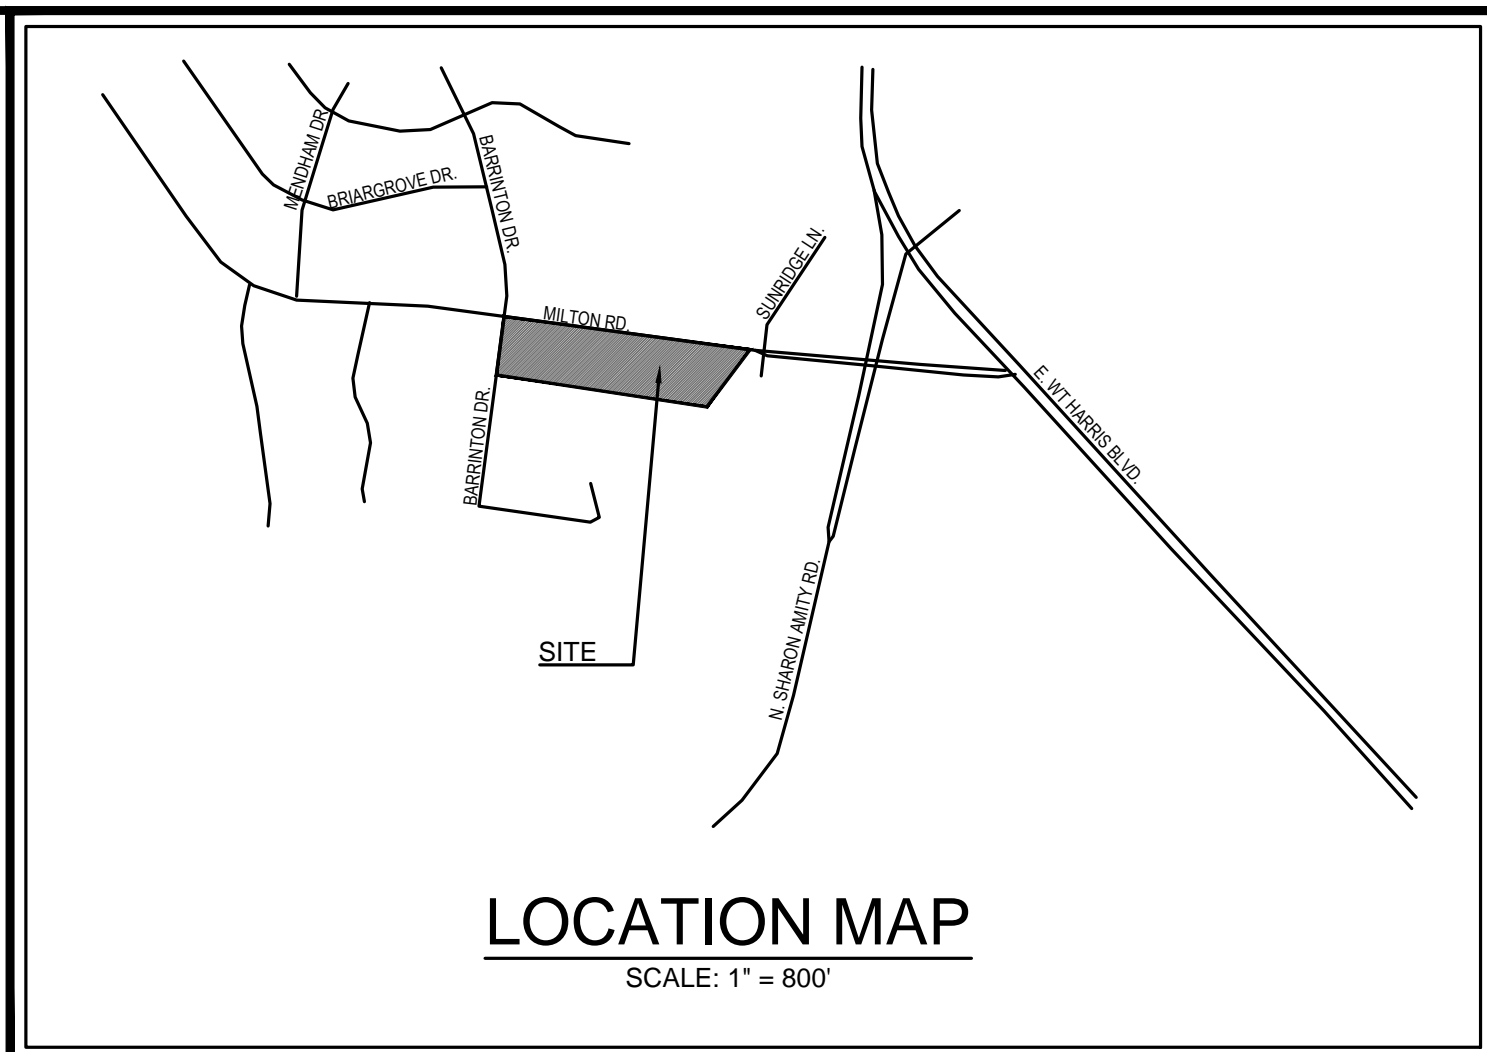 MENDHAM DR.
BRIARGROVE DR.
BARRINTON DR.
SUNRIDGE LN.
MILTON RD.
E. WT HARRIS BLVD.
BARRINTON DR.
N. SHARON AMITY RD.
SITE
LOCATION MAP
SCALE: 1" = 800'